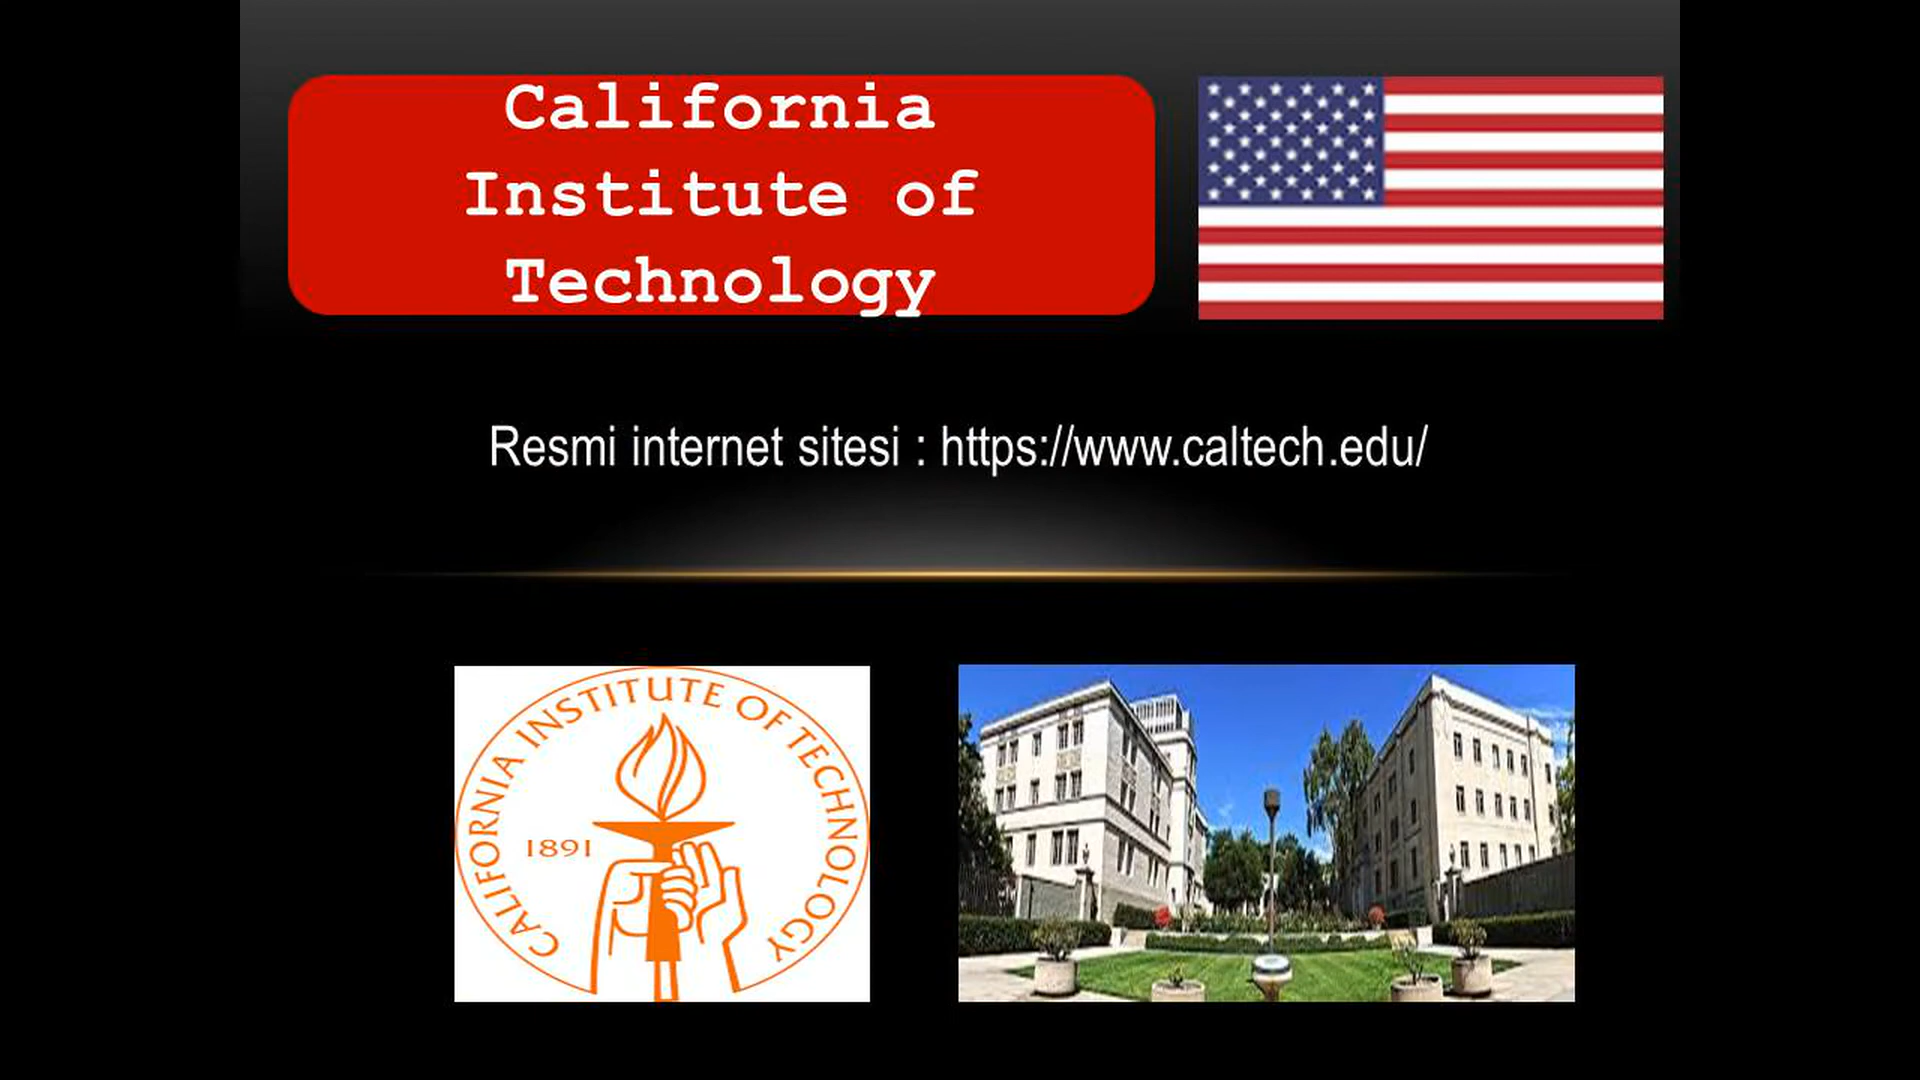 California
Institute of
Technology
Resmi internet sitesi : https://www.caltech.edu/
CALIFORNIA INSTITUTE OF TECHNOLOGY
1891